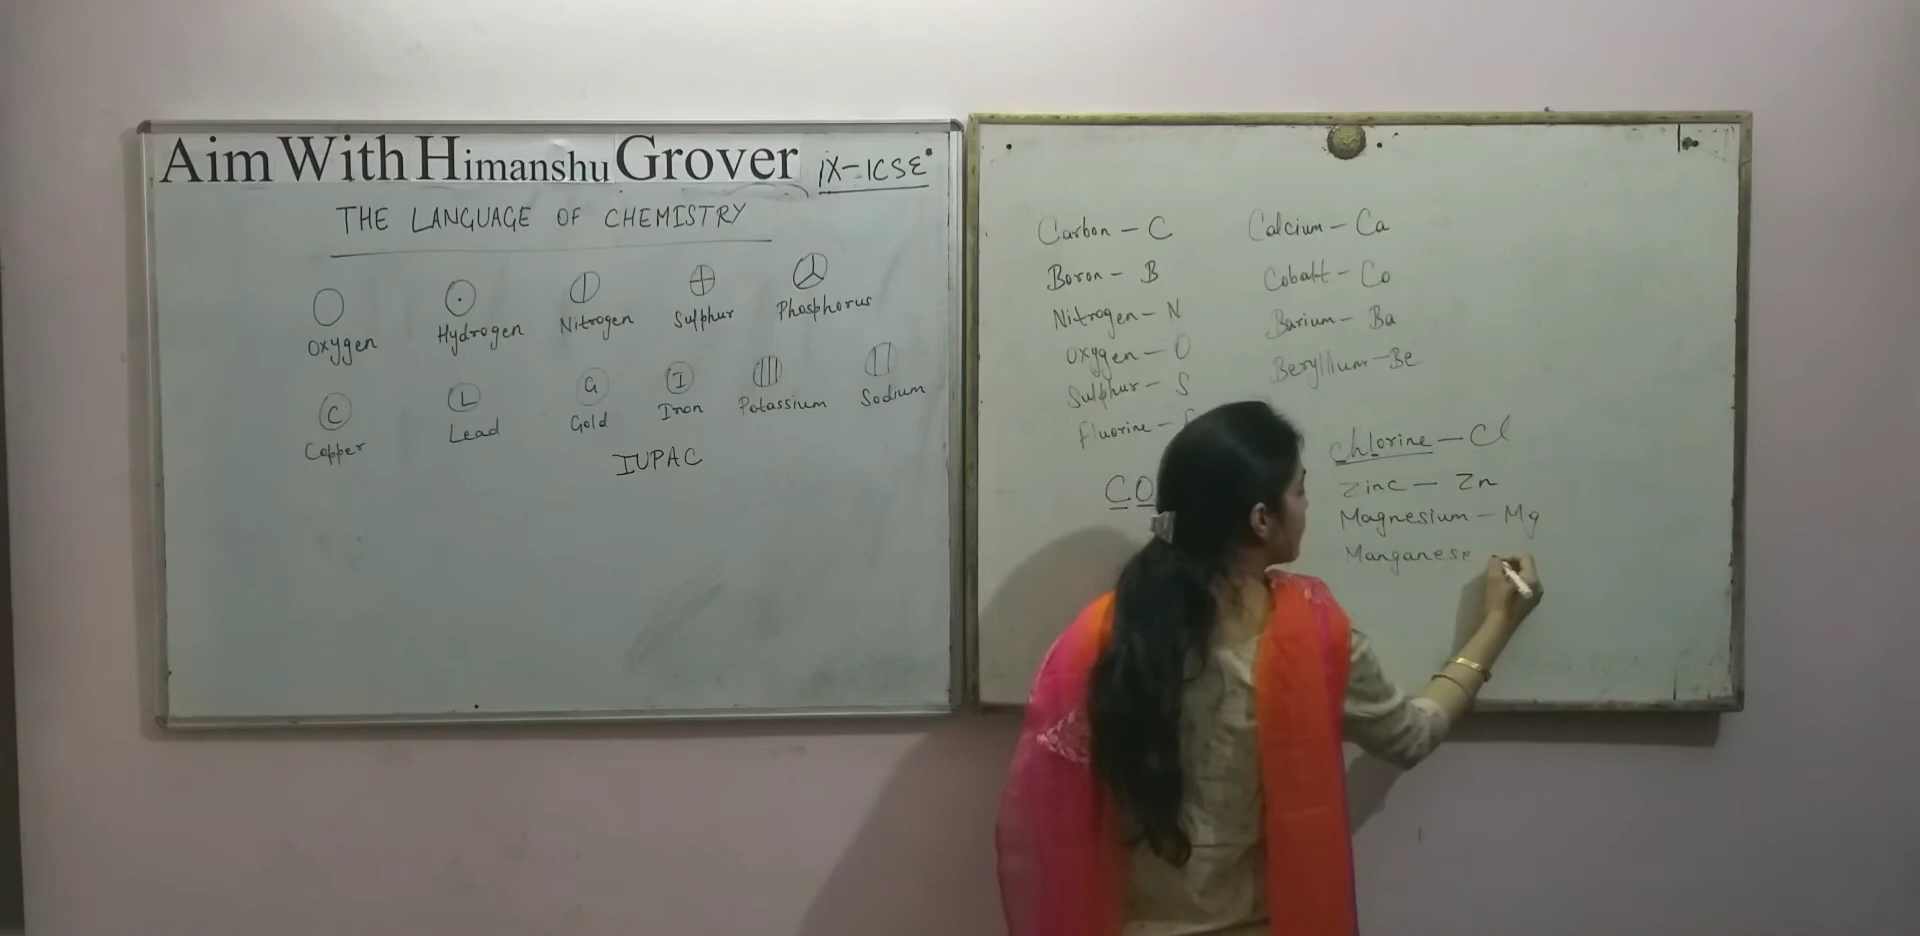 Aim With Himanshu Grover IX-ICSE
THE LANGUAGE OF CHEMISTRY
Oxygen Hydrogen Nitrogen Sulphur Phosphorus
C L G I
Copper Lead Gold Iron Potassium Sodium
IUPAC
Carbon - C
Boron - B
Nitrogen - N
Oxygen - O
Sulphur - S
Fluorine -
CO
Calcium - Ca
Cobalt - Co
Barium - Ba
Beryllium - Be
Chlorine - Cl
Zinc - Zn
Magnesium - Mg
Manganese